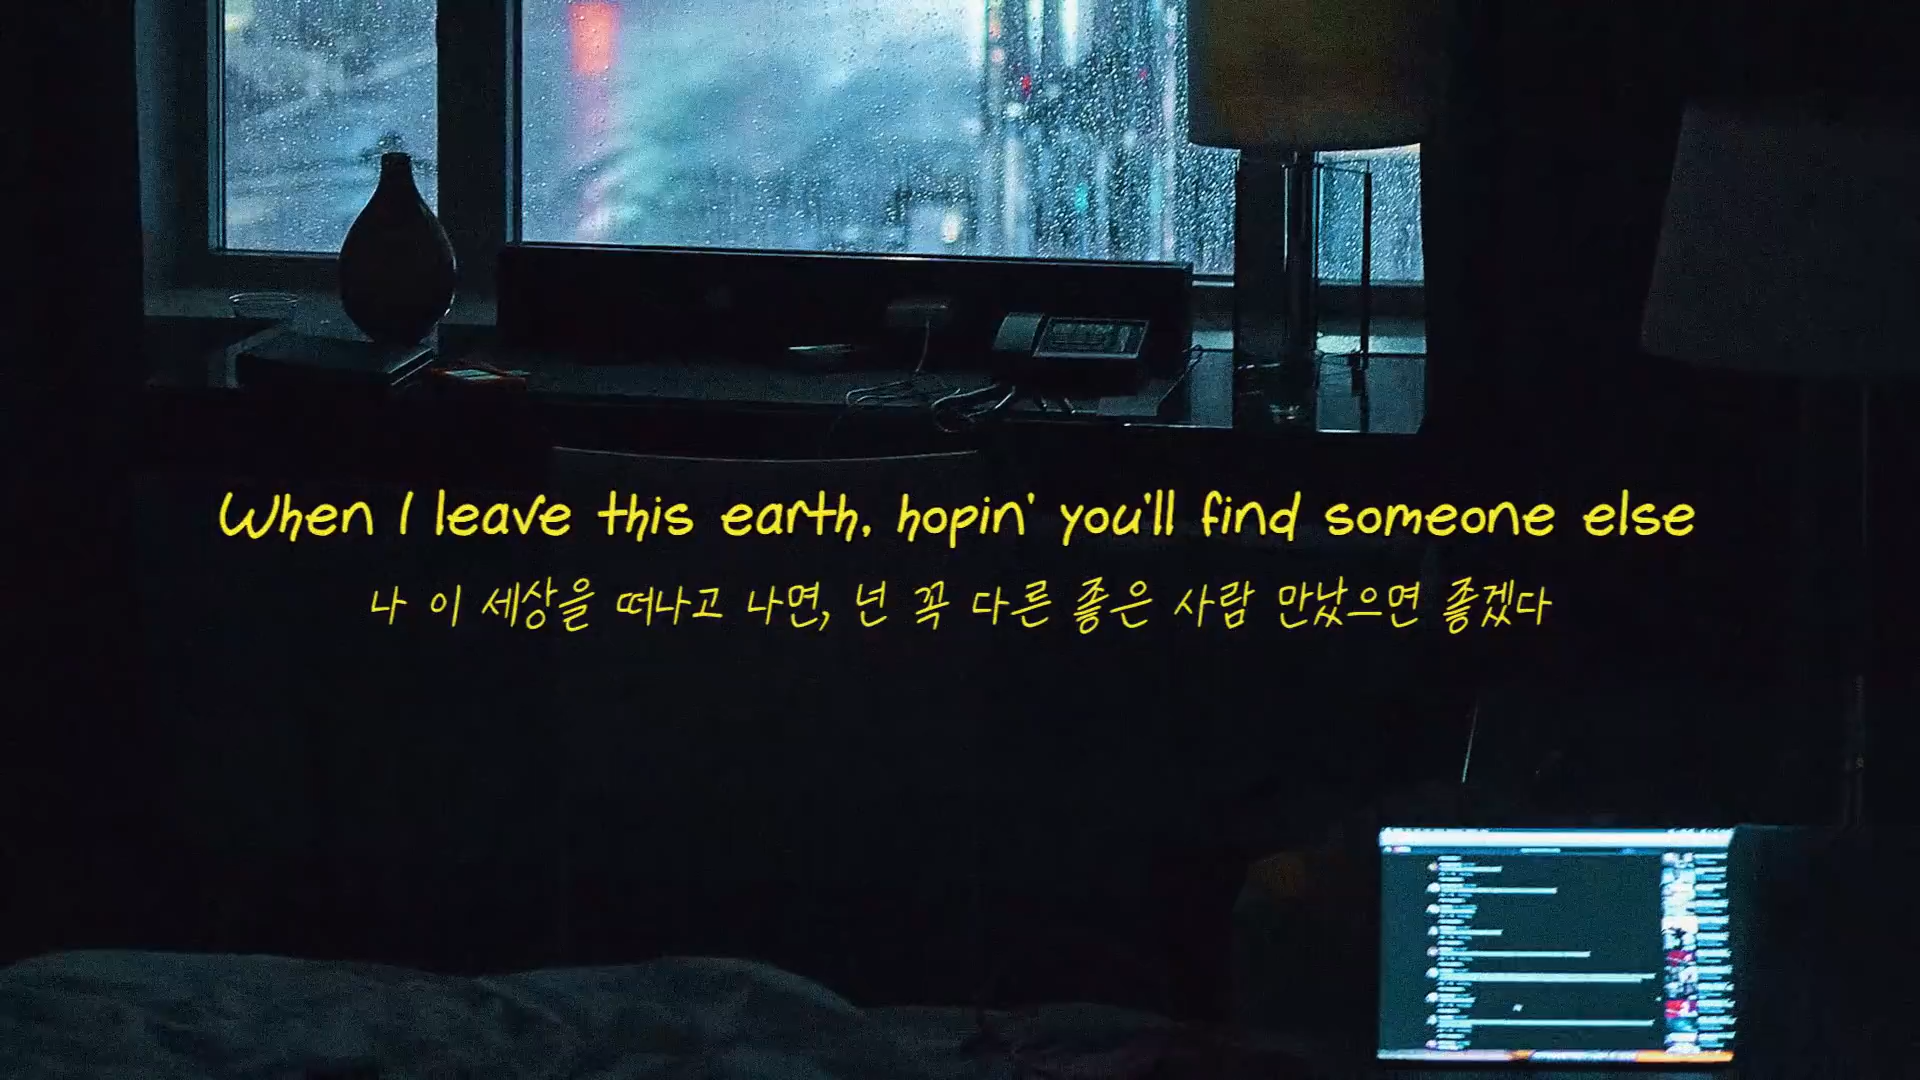 When I leave this earth, hopin' you'll find someone else
나 이 세상을 떠나고 나면, 넌 꼭 다른 좋은 사람 만났으면 좋겠다